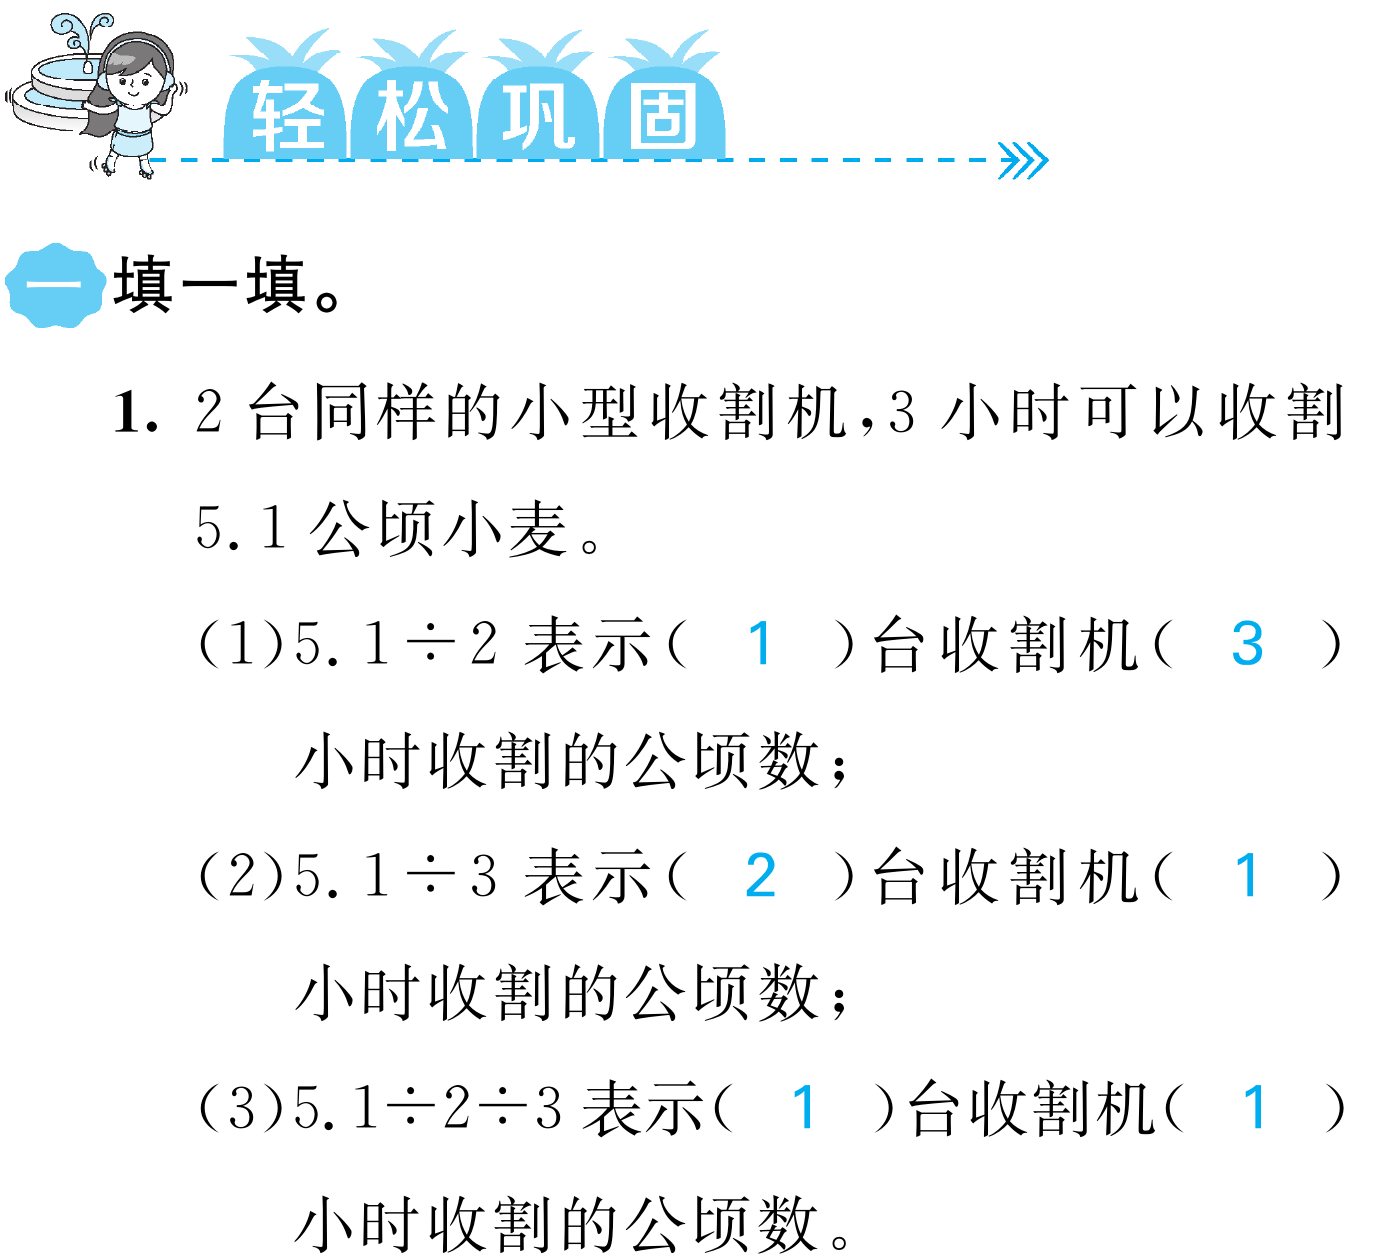 轻松巩固
一 填一填。
1. 2台同样的小型收割机,3小时可以收割
5.1公顷小麦。
(1)5.1÷2表示( 1 )台收割机( 3 )
小时收割的公顷数;
(2)5.1÷3表示( 2 )台收割机( 1 )
小时收割的公顷数;
(3)5.1÷2÷3表示( 1 )台收割机( 1 )
小时收割的公顷数。